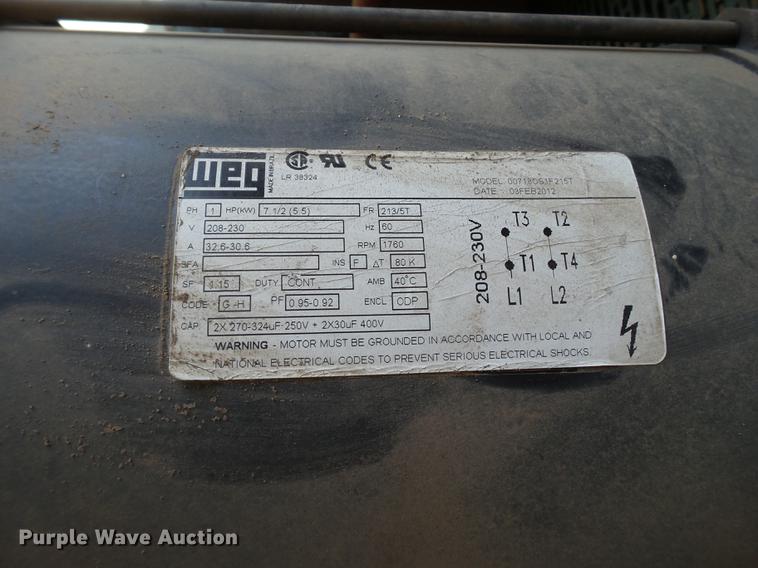 WEG
MADE IN BRAZIL
LR 38324
MODEL: 00718OS1F215T
DATE: 08FEB2012
PH 1 HP(KW) 7 1/2 (5.5) FR 213/5T
V 208-230 Hz 60
A 32.6-30.6 RPM 1760
SFA INS F ΔT 80 K
SF 1.15 DUTY CONT. AMB 40°C
CODE G-H PF 0.95-0.92 ENCL ODP
CAP. 2X 270-324uF-250V + 2X30uF 400V
WARNING - MOTOR MUST BE GROUNDED IN ACCORDANCE WITH LOCAL AND
NATIONAL ELECTRICAL CODES TO PREVENT SERIOUS ELECTRICAL SHOCKS.
208-230V
T3 T2
T1 T4
L1 L2
Purple Wave Auction